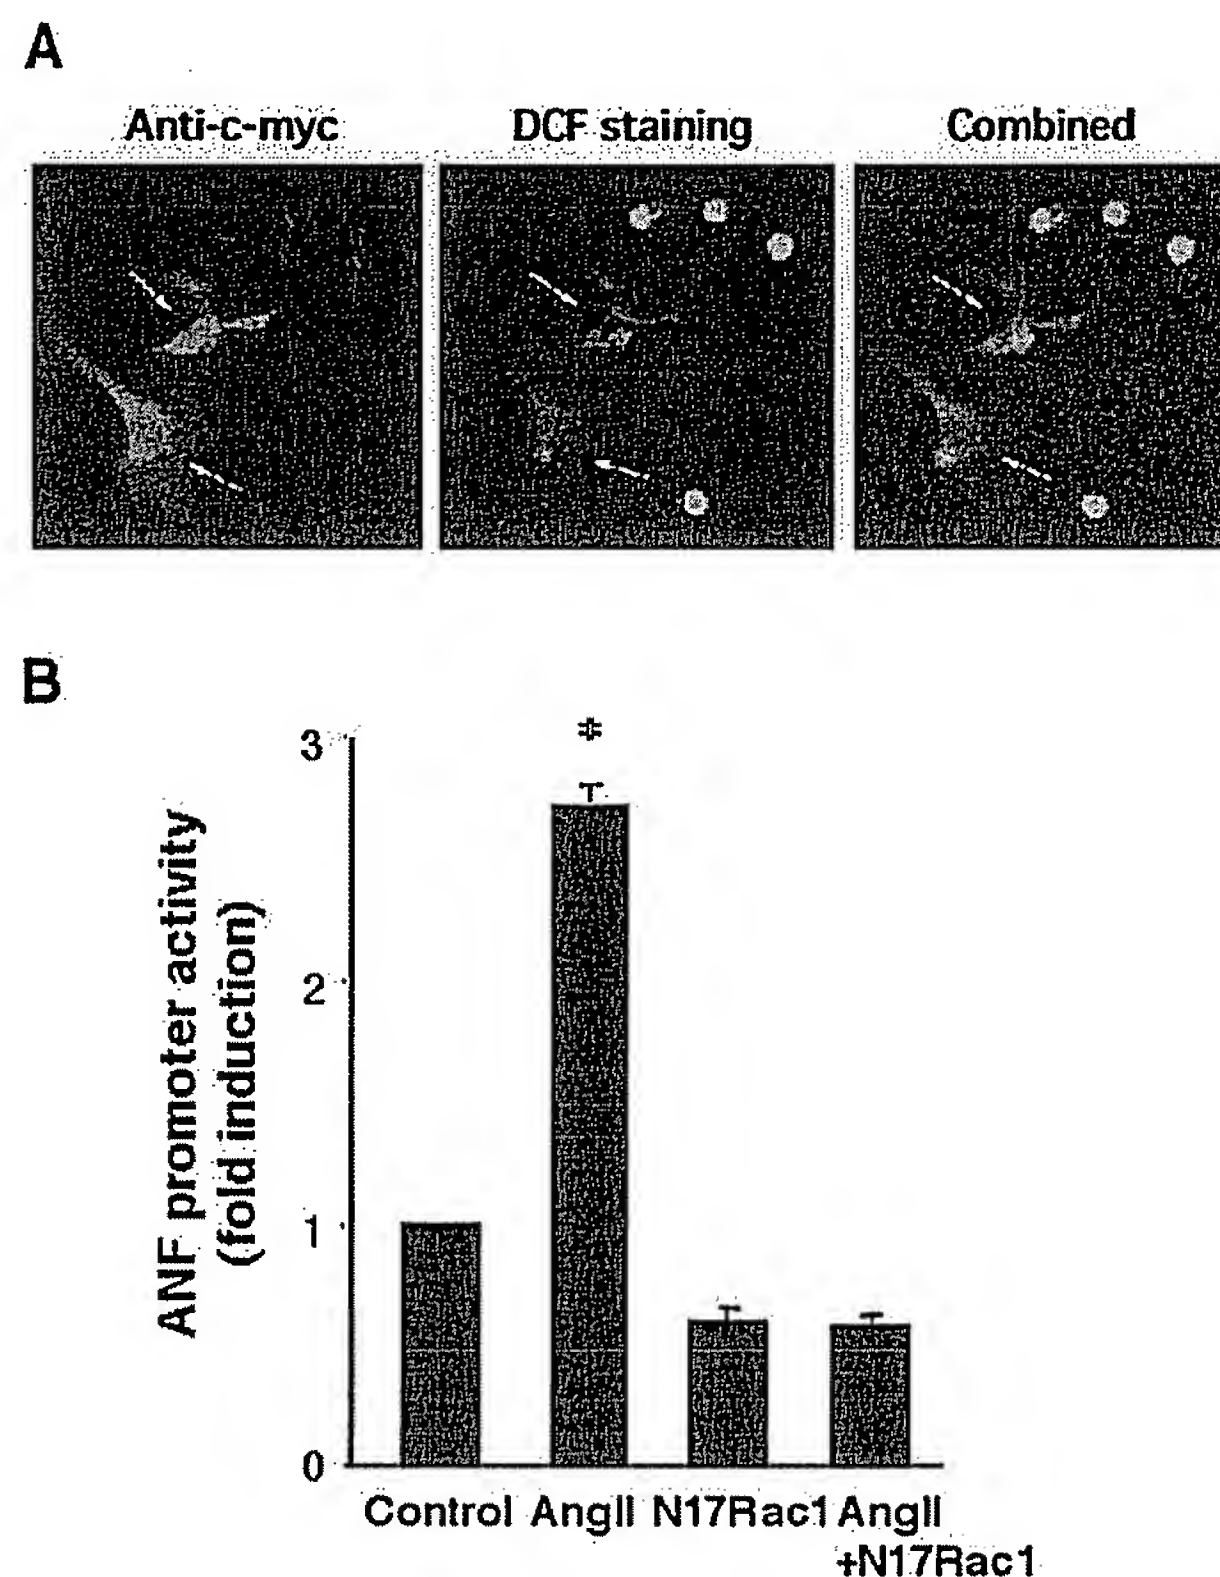 A
Anti-c-myc
DCF staining
Combined
B
*
3
2
1
0
ANF promoter activity
(fold induction)
Control AngII N17Rac1 AngII
+N17Rac1